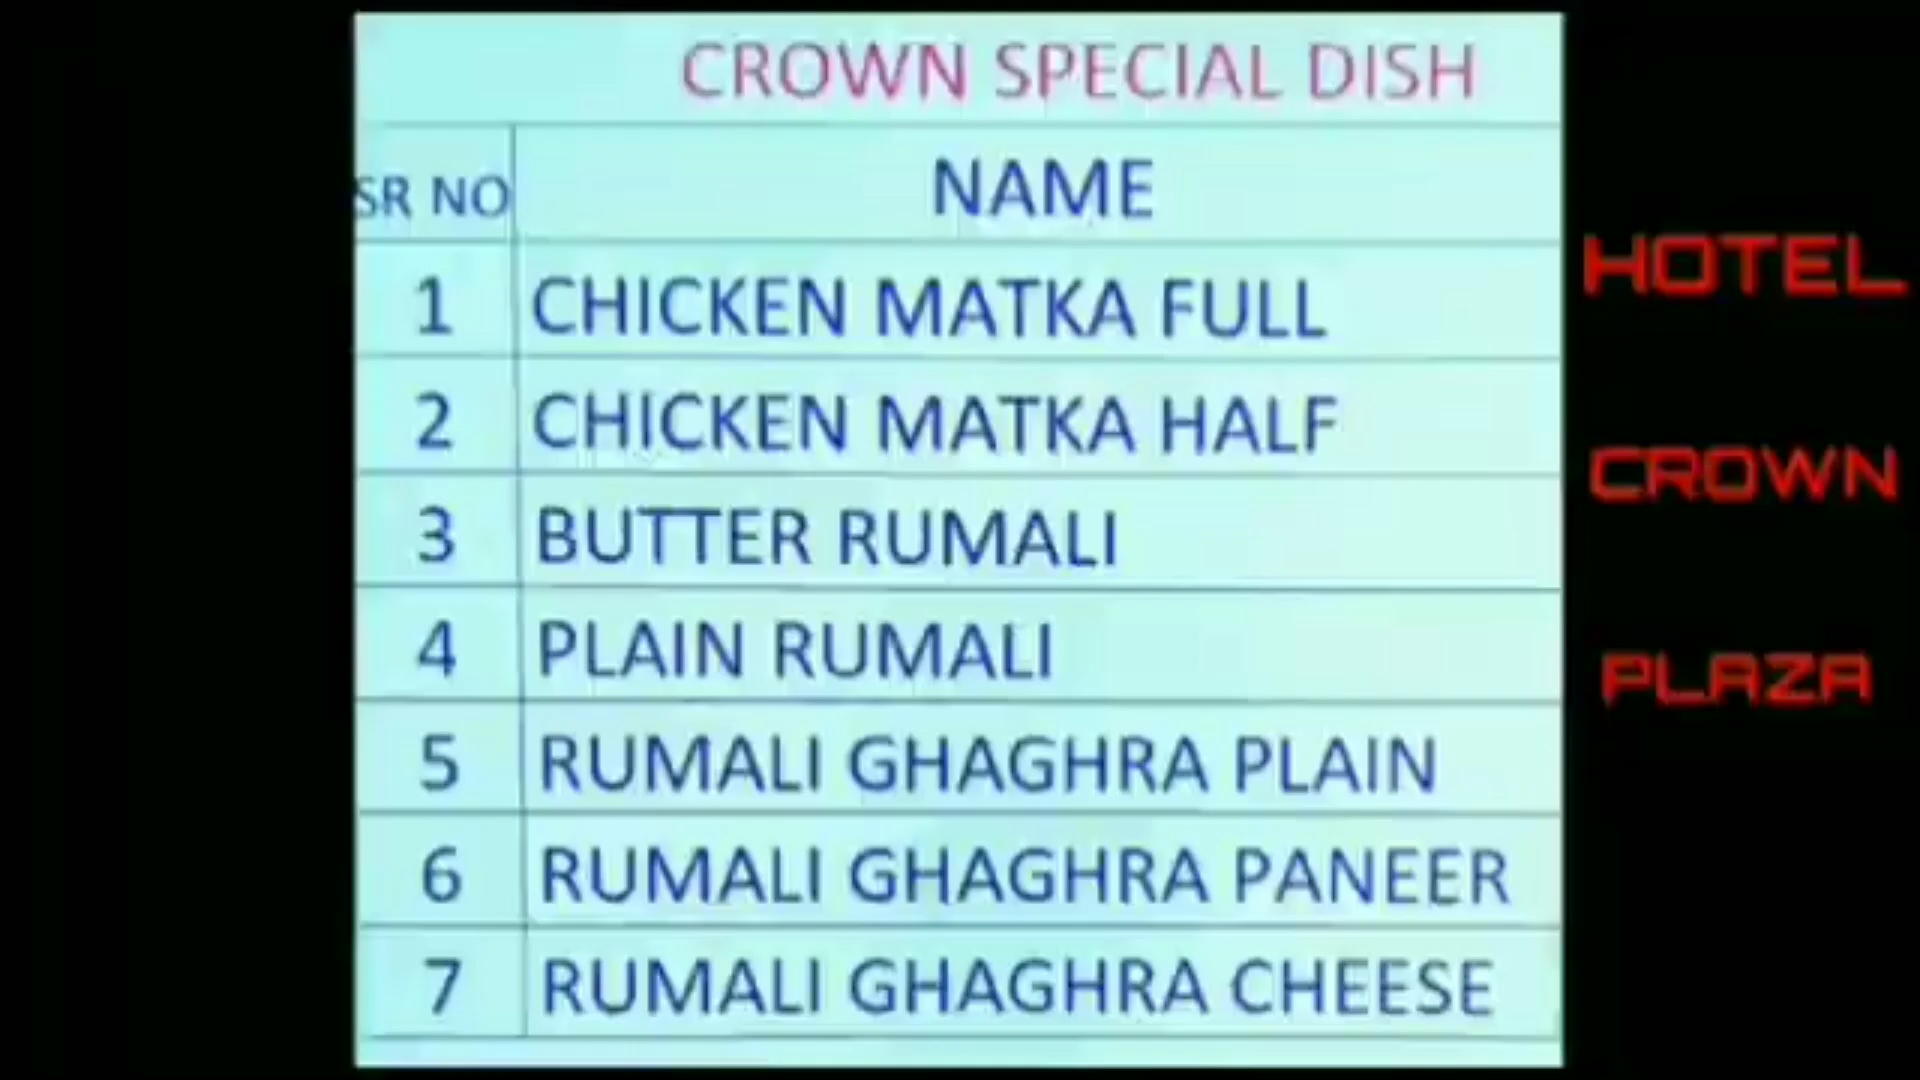 CROWN SPECIAL DISH
SR NO NAME
1 CHICKEN MATKA FULL
2 CHICKEN MATKA HALF
3 BUTTER RUMALI
4 PLAIN RUMALI
5 RUMALI GHAGHRA PLAIN
6 RUMALI GHAGHRA PANEER
7 RUMALI GHAGHRA CHEESE
HOTEL
CROWN
PLAZA